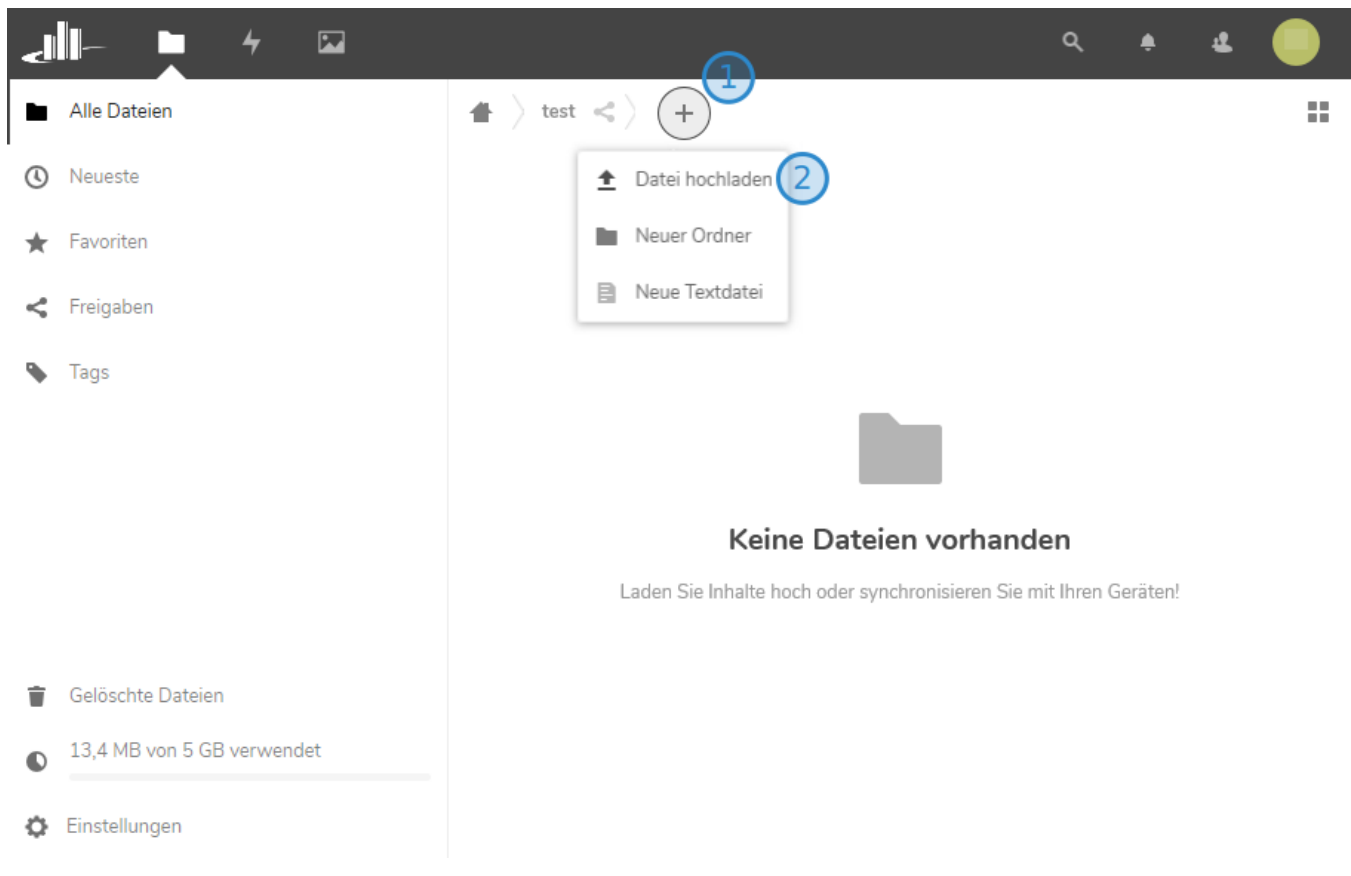 1
Alle Dateien
test
+
Neueste
Datei hochladen
2
Favoriten
Neuer Ordner
Freigaben
Neue Textdatei
Tags
Keine Dateien vorhanden
Laden Sie Inhalte hoch oder synchronisieren Sie mit Ihren Geräten!
Gelöschte Dateien
13,4 MB von 5 GB verwendet
Einstellungen